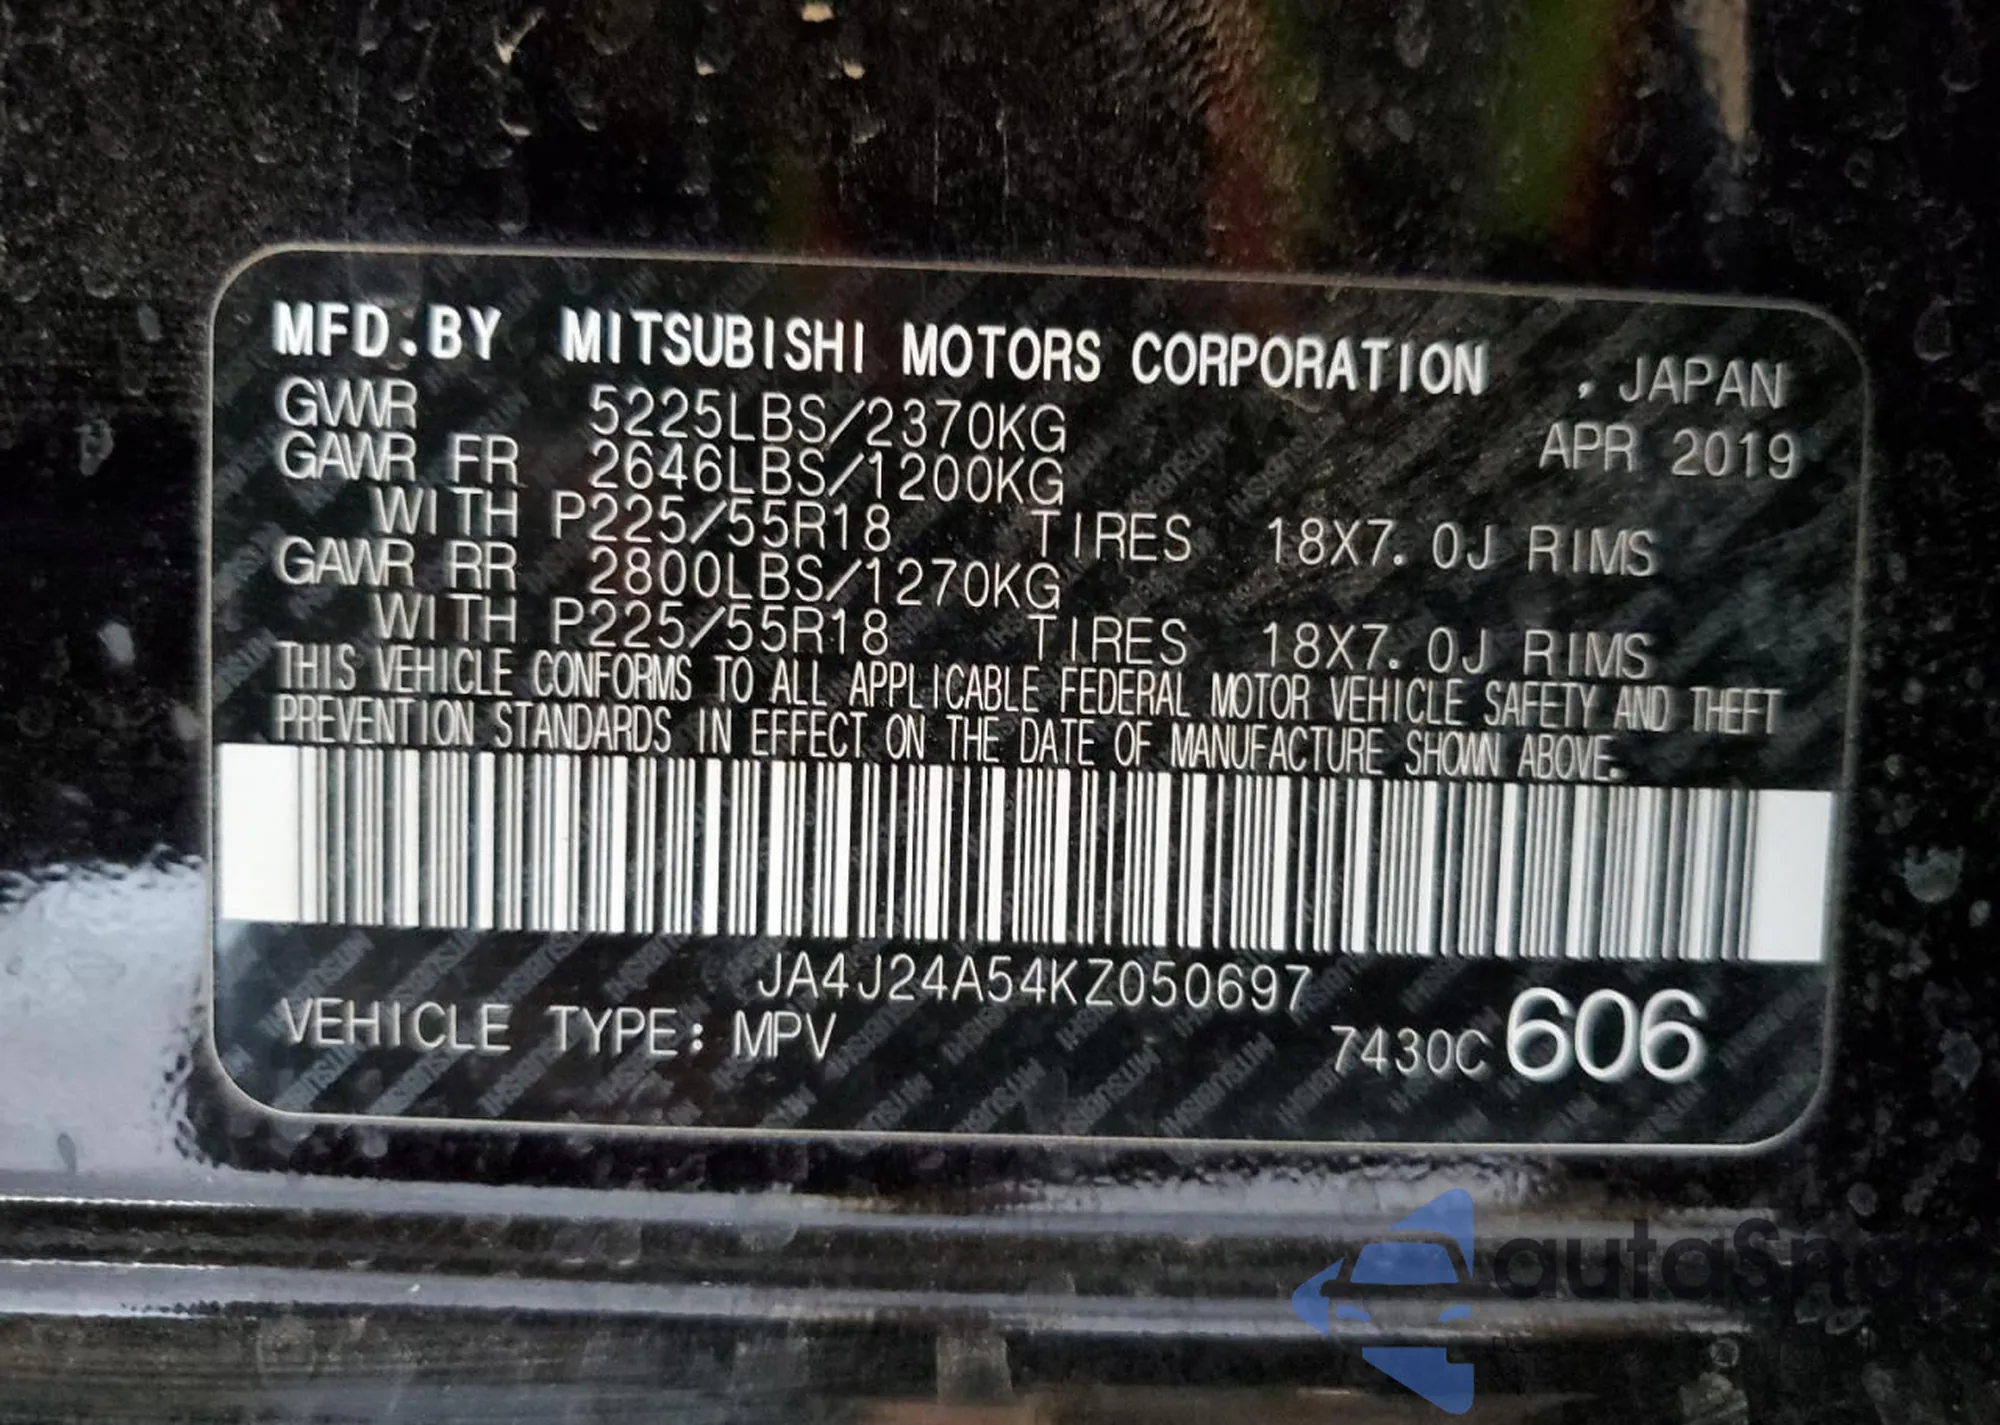 MFD.BY MITSUBISHI MOTORS CORPORATION , JAPAN
GVWR 5225LBS/2370KG APR 2019
GAWR FR 2646LBS/1200KG
WITH P225/55R18 TIRES 18X7.0J RIMS
GAWR RR 2800LBS/1270KG
WITH P225/55R18 TIRES 18X7.0J RIMS
THIS VEHICLE CONFORMS TO ALL APPLICABLE FEDERAL MOTOR VEHICLE SAFETY AND THEFT
PREVENTION STANDARDS IN EFFECT ON THE DATE OF MANUFACTURE SHOWN ABOVE.
JA4J24A54KZ050697
VEHICLE TYPE: MPV 7430C 606